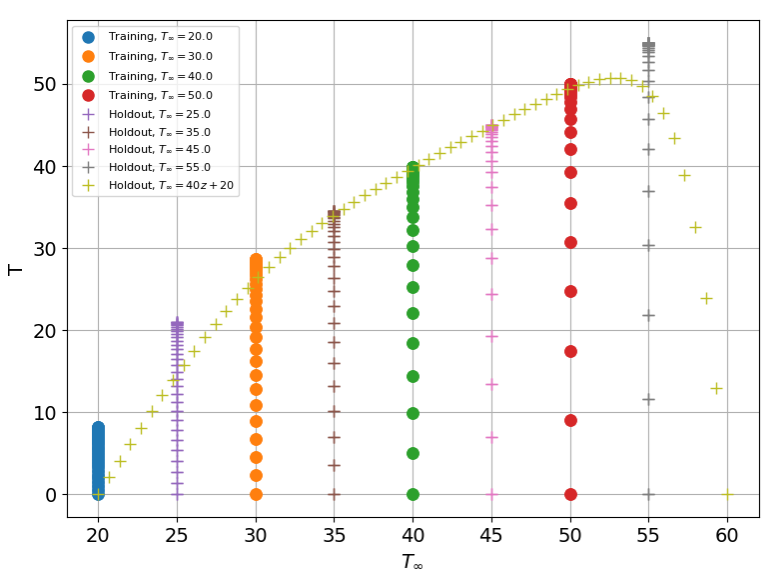 Training, T∞ = 20.0
Training, T∞ = 30.0
Training, T∞ = 40.0
Training, T∞ = 50.0
Holdout, T∞ = 25.0
Holdout, T∞ = 35.0
Holdout, T∞ = 45.0
Holdout, T∞ = 55.0
Holdout, T∞ = 40z + 20
50
40
30
20
10
0
T
20 25 30 35 40 45 50 55 60
T∞